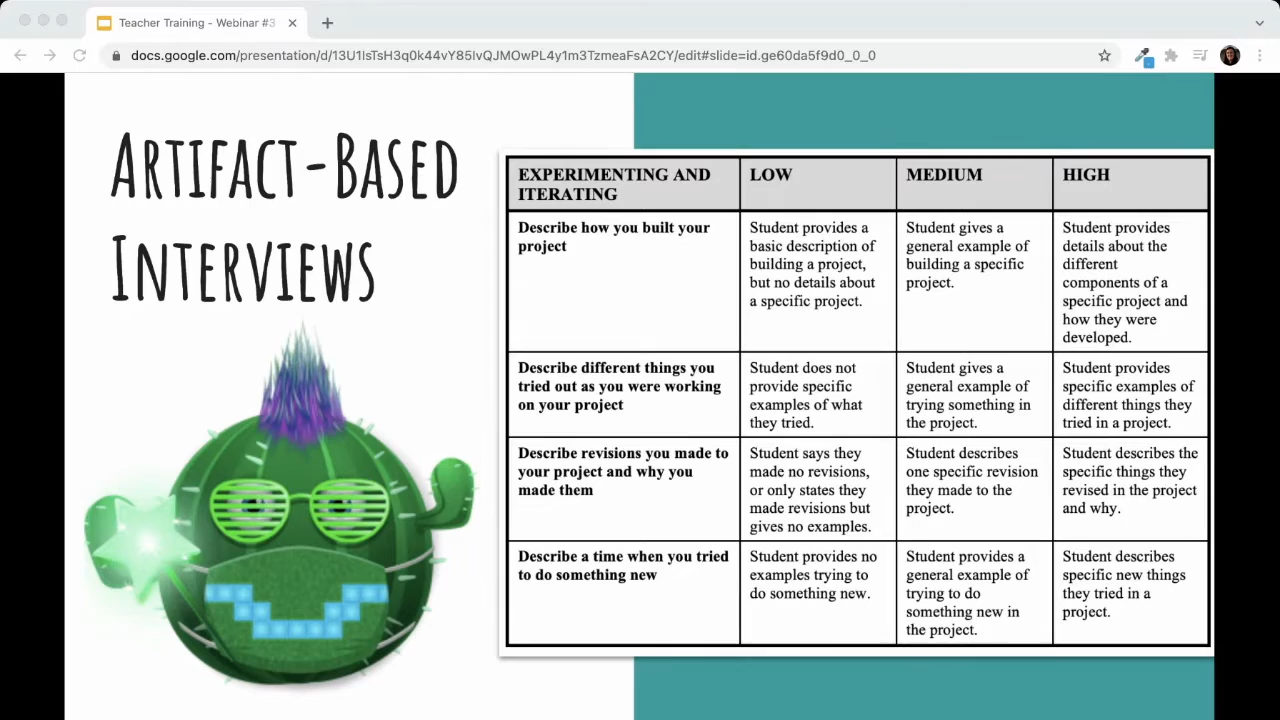 Teacher Training - Webinar #3
docs.google.com/presentation/d/13U1IsTsH3q0k44vY85IvQJMOwPL4y1m3TzmeaFsA2CY/edit#slide=id.ge60da5f9d0_0_0
ARTIFACT-BASED
INTERVIEWS
EXPERIMENTING AND
ITERATING
LOW
MEDIUM
HIGH
Describe how you built your
project
Student provides a
basic description of
building a project,
but no details about
a specific project.
Student gives a
general example of
building a specific
project.
Student provides
details about the
different
components of a
specific project and
how they were
developed.
Describe different things you
tried out as you were working
on your project
Student does not
provide specific
examples of what
they tried.
Student gives a
general example of
trying something in
the project.
Student provides
specific examples of
different things they
tried in a project.
Describe revisions you made to
your project and why you
made them
Student says they
made no revisions,
or only states they
made revisions but
gives no examples.
Student describes
one specific revision
they made to the
project.
Student describes the
specific things they
revised in the project
and why.
Describe a time when you tried
to do something new
Student provides no
examples trying to
do something new.
Student provides a
general example of
trying to do
something new in
the project.
Student describes
specific new things
they tried in a
project.